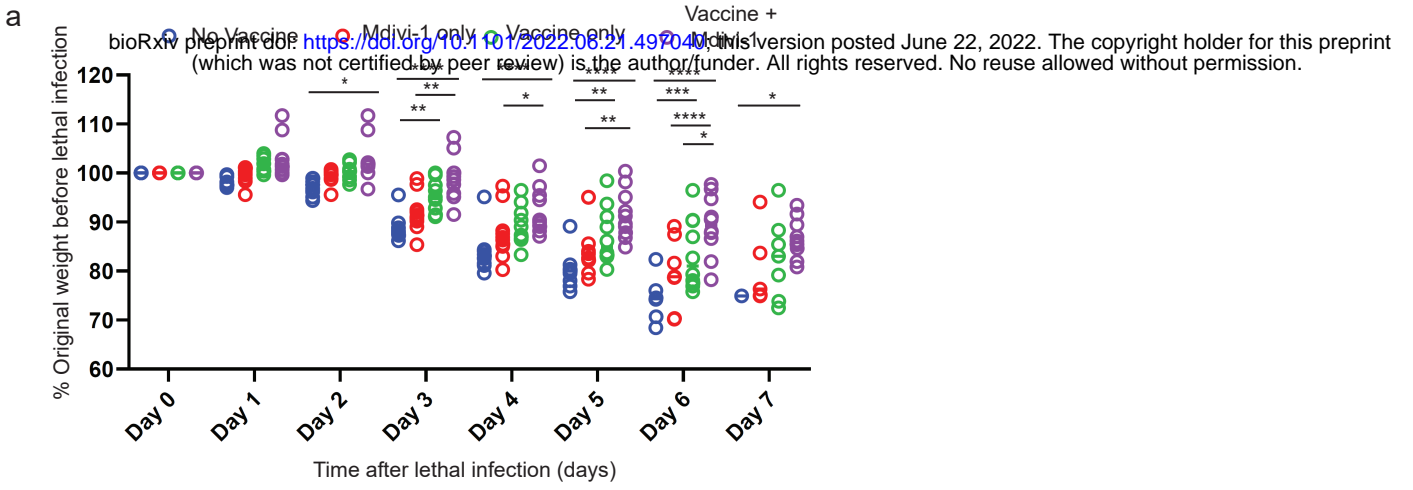 a
Vaccine +
No Vaccine Mdivi-1 only Vaccine only Mdivi-1
bioRxiv preprint doi: https://doi.org/10.1101/2022.06.21.497040; this version posted June 22, 2022. The copyright holder for this preprint
(which was not certified by peer review) is the author/funder. All rights reserved. No reuse allowed without permission.
% Original weight before lethal infection
120
110
100
90
80
70
60
*
****
**
**
****
*
****
**
**
****
***
****
*
*
Day 0 Day 1 Day 2 Day 3 Day 4 Day 5 Day 6 Day 7
Time after lethal infection (days)